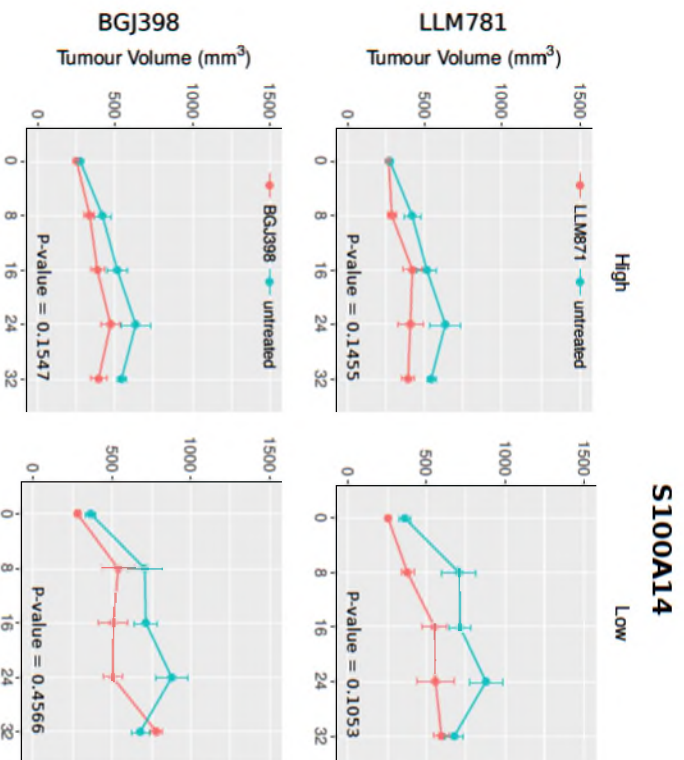 S100A14
High
Low
LLM781
Tumour Volume (mm³)
1500
1000
500
0
LLM871 untreated
P-value = 0.1455
0 8 16 24 32
1500
1000
500
0
P-value = 0.1053
0 8 16 24 32
BGJ398
Tumour Volume (mm³)
1500
1000
500
0
BGJ398 untreated
P-value = 0.1547
0 8 16 24 32
1500
1000
500
0
P-value = 0.4566
0 8 16 24 32